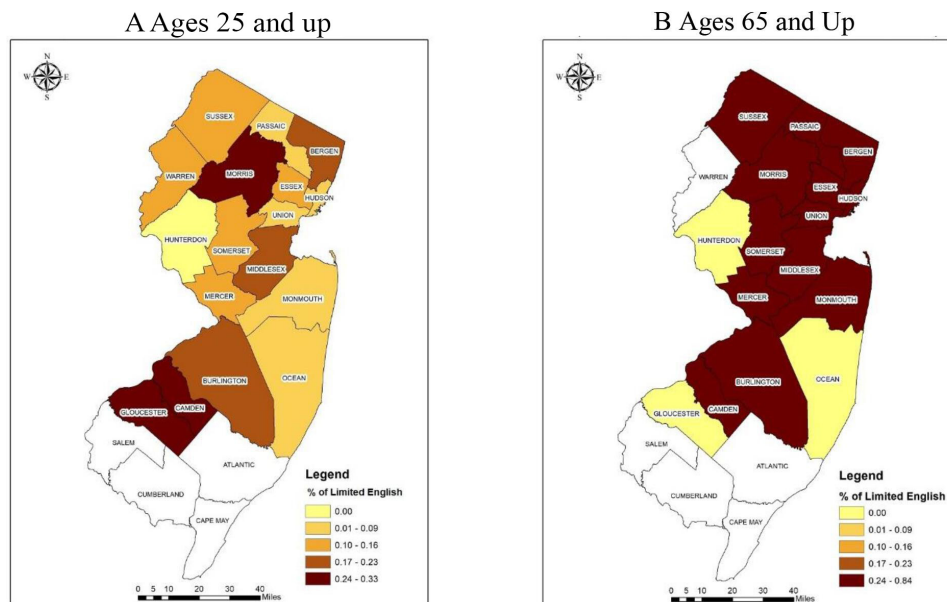 A Ages 25 and up
N
W E
S
SUSSEX
PASSAIC
BERGEN
WARREN
MORRIS
ESSEX
HUDSON
UNION
HUNTERDON
SOMERSET
MIDDLESEX
MERCER
MONMOUTH
BURLINGTON
OCEAN
GLOUCESTER
CAMDEN
SALEM
ATLANTIC
CUMBERLAND
CAPE MAY
Legend
% of Limited English
0.00
0.01 - 0.09
0.10 - 0.16
0.17 - 0.23
0.24 - 0.33
0 5 10 20 30 40
Miles
B Ages 65 and Up
N
W E
S
SUSSEX
PASSAIC
BERGEN
WARREN
MORRIS
ESSEX
HUDSON
UNION
HUNTERDON
SOMERSET
MIDDLESEX
MERCER
MONMOUTH
BURLINGTON
OCEAN
GLOUCESTER
CAMDEN
SALEM
ATLANTIC
CUMBERLAND
CAPE MAY
Legend
% of Limited English
0.00
0.01 - 0.09
0.10 - 0.16
0.17 - 0.23
0.24 - 0.84
0 5 10 20 30 40
Miles